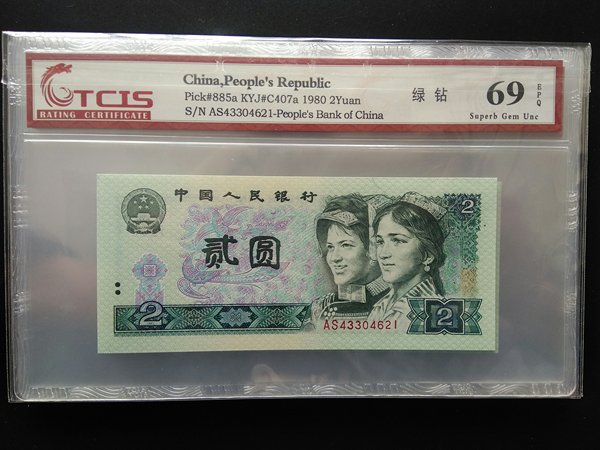 TCIS
RATING CERTIFICATE
China,People's Republic
Pick#885a KYJ#C407a 1980 2Yuan
S/N AS43304621-People's Bank of China
绿钻
69
EPQ
Superb Gem Unc
中国人民银行
2
贰圆
2
AS43304621
2